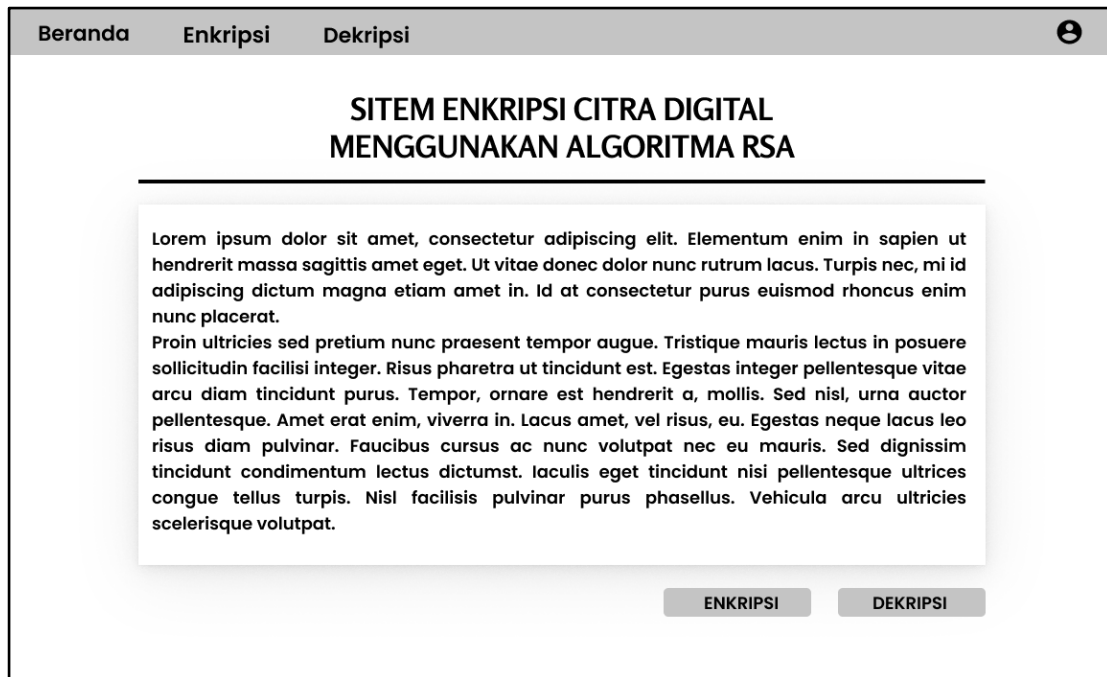 Beranda Enkripsi Dekripsi
SITEM ENKRIPSI CITRA DIGITAL
MENGGUNAKAN ALGORITMA RSA
Lorem ipsum dolor sit amet, consectetur adipiscing elit. Elementum enim in sapien ut
hendrerit massa sagittis amet eget. Ut vitae donec dolor nunc rutrum lacus. Turpis nec, mi id
adipiscing dictum magna etiam amet in. Id at consectetur purus euismod rhoncus enim
nunc placerat.
Proin ultricies sed pretium nunc praesent tempor augue. Tristique mauris lectus in posuere
sollicitudin facilisi integer. Risus pharetra ut tincidunt est. Egestas integer pellentesque vitae
arcu diam tincidunt purus. Tempor, ornare est hendrerit a, mollis. Sed nisl, urna auctor
pellentesque. Amet erat enim, viverra in. Lacus amet, vel risus, eu. Egestas neque lacus leo
risus diam pulvinar. Faucibus cursus ac nunc volutpat nec eu mauris. Sed dignissim
tincidunt condimentum lectus dictumst. Iaculis eget tincidunt nisi pellentesque ultrices
congue tellus turpis. Nisl facilisis pulvinar purus phasellus. Vehicula arcu ultricies
scelerisque volutpat.
ENKRIPSI DEKRIPSI